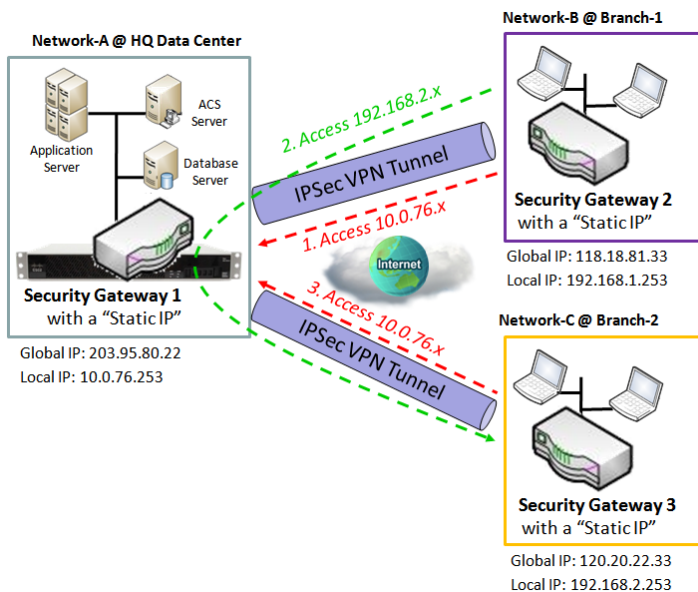 Network-A @ HQ Data Center
Application
Server
ACS
Server
Database
Server
Security Gateway 1
with a “Static IP”
Global IP: 203.95.80.22
Local IP: 10.0.76.253
2. Access 192.168.2.x
IPSec VPN Tunnel
1. Access 10.0.76.x
Internet
3. Access 10.0.76.x
IPSec VPN Tunnel
Network-B @ Branch-1
Security Gateway 2
with a “Static IP”
Global IP: 118.18.81.33
Local IP: 192.168.1.253
Network-C @ Branch-2
Security Gateway 3
with a “Static IP”
Global IP: 120.20.22.33
Local IP: 192.168.2.253